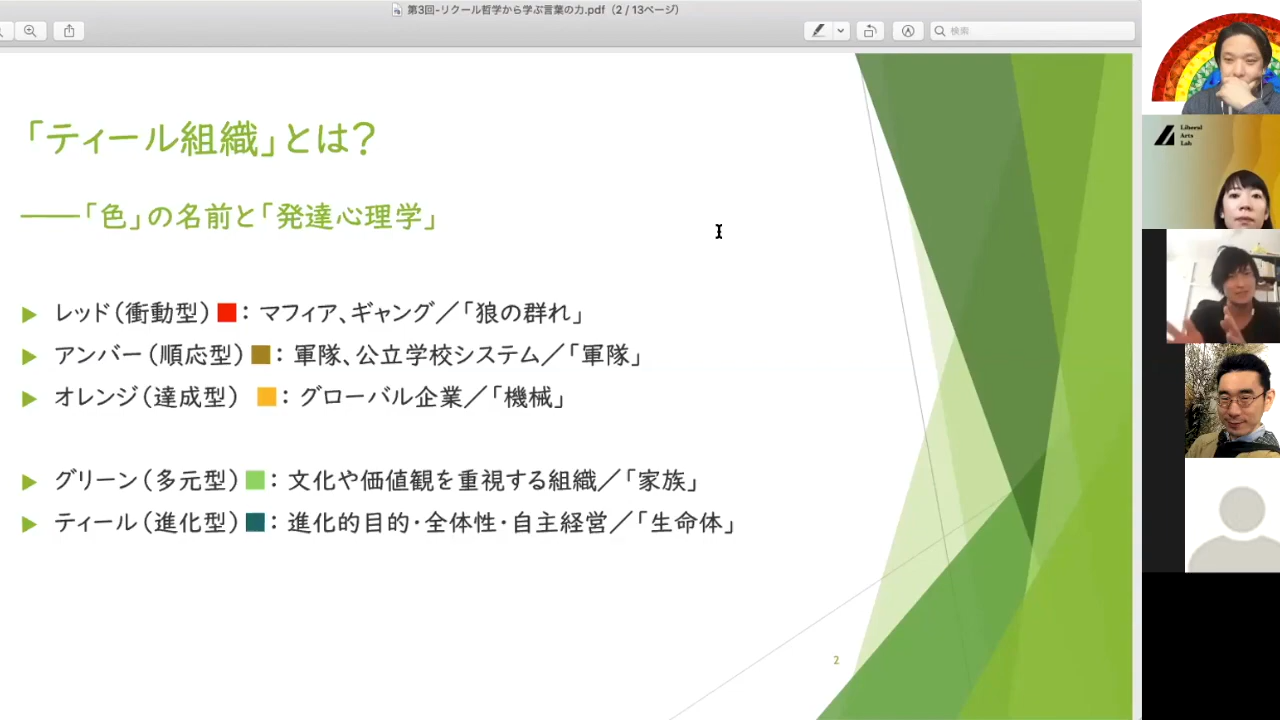 第3回-リクール哲学から学ぶ言葉の力.pdf（2 / 13ページ）
検索
「ティール組織」とは？
――「色」の名前と「発達心理学」
レッド（衝動型）■：マフィア、ギャング／「狼の群れ」
アンバー（順応型）■：軍隊、公立学校システム／「軍隊」
オレンジ（達成型）■：グローバル企業／「機械」
グリーン（多元型）■：文化や価値観を重視する組織／「家族」
ティール（進化型）■：進化的目的・全体性・自主経営／「生命体」
2
Liberal
Arts
Lab